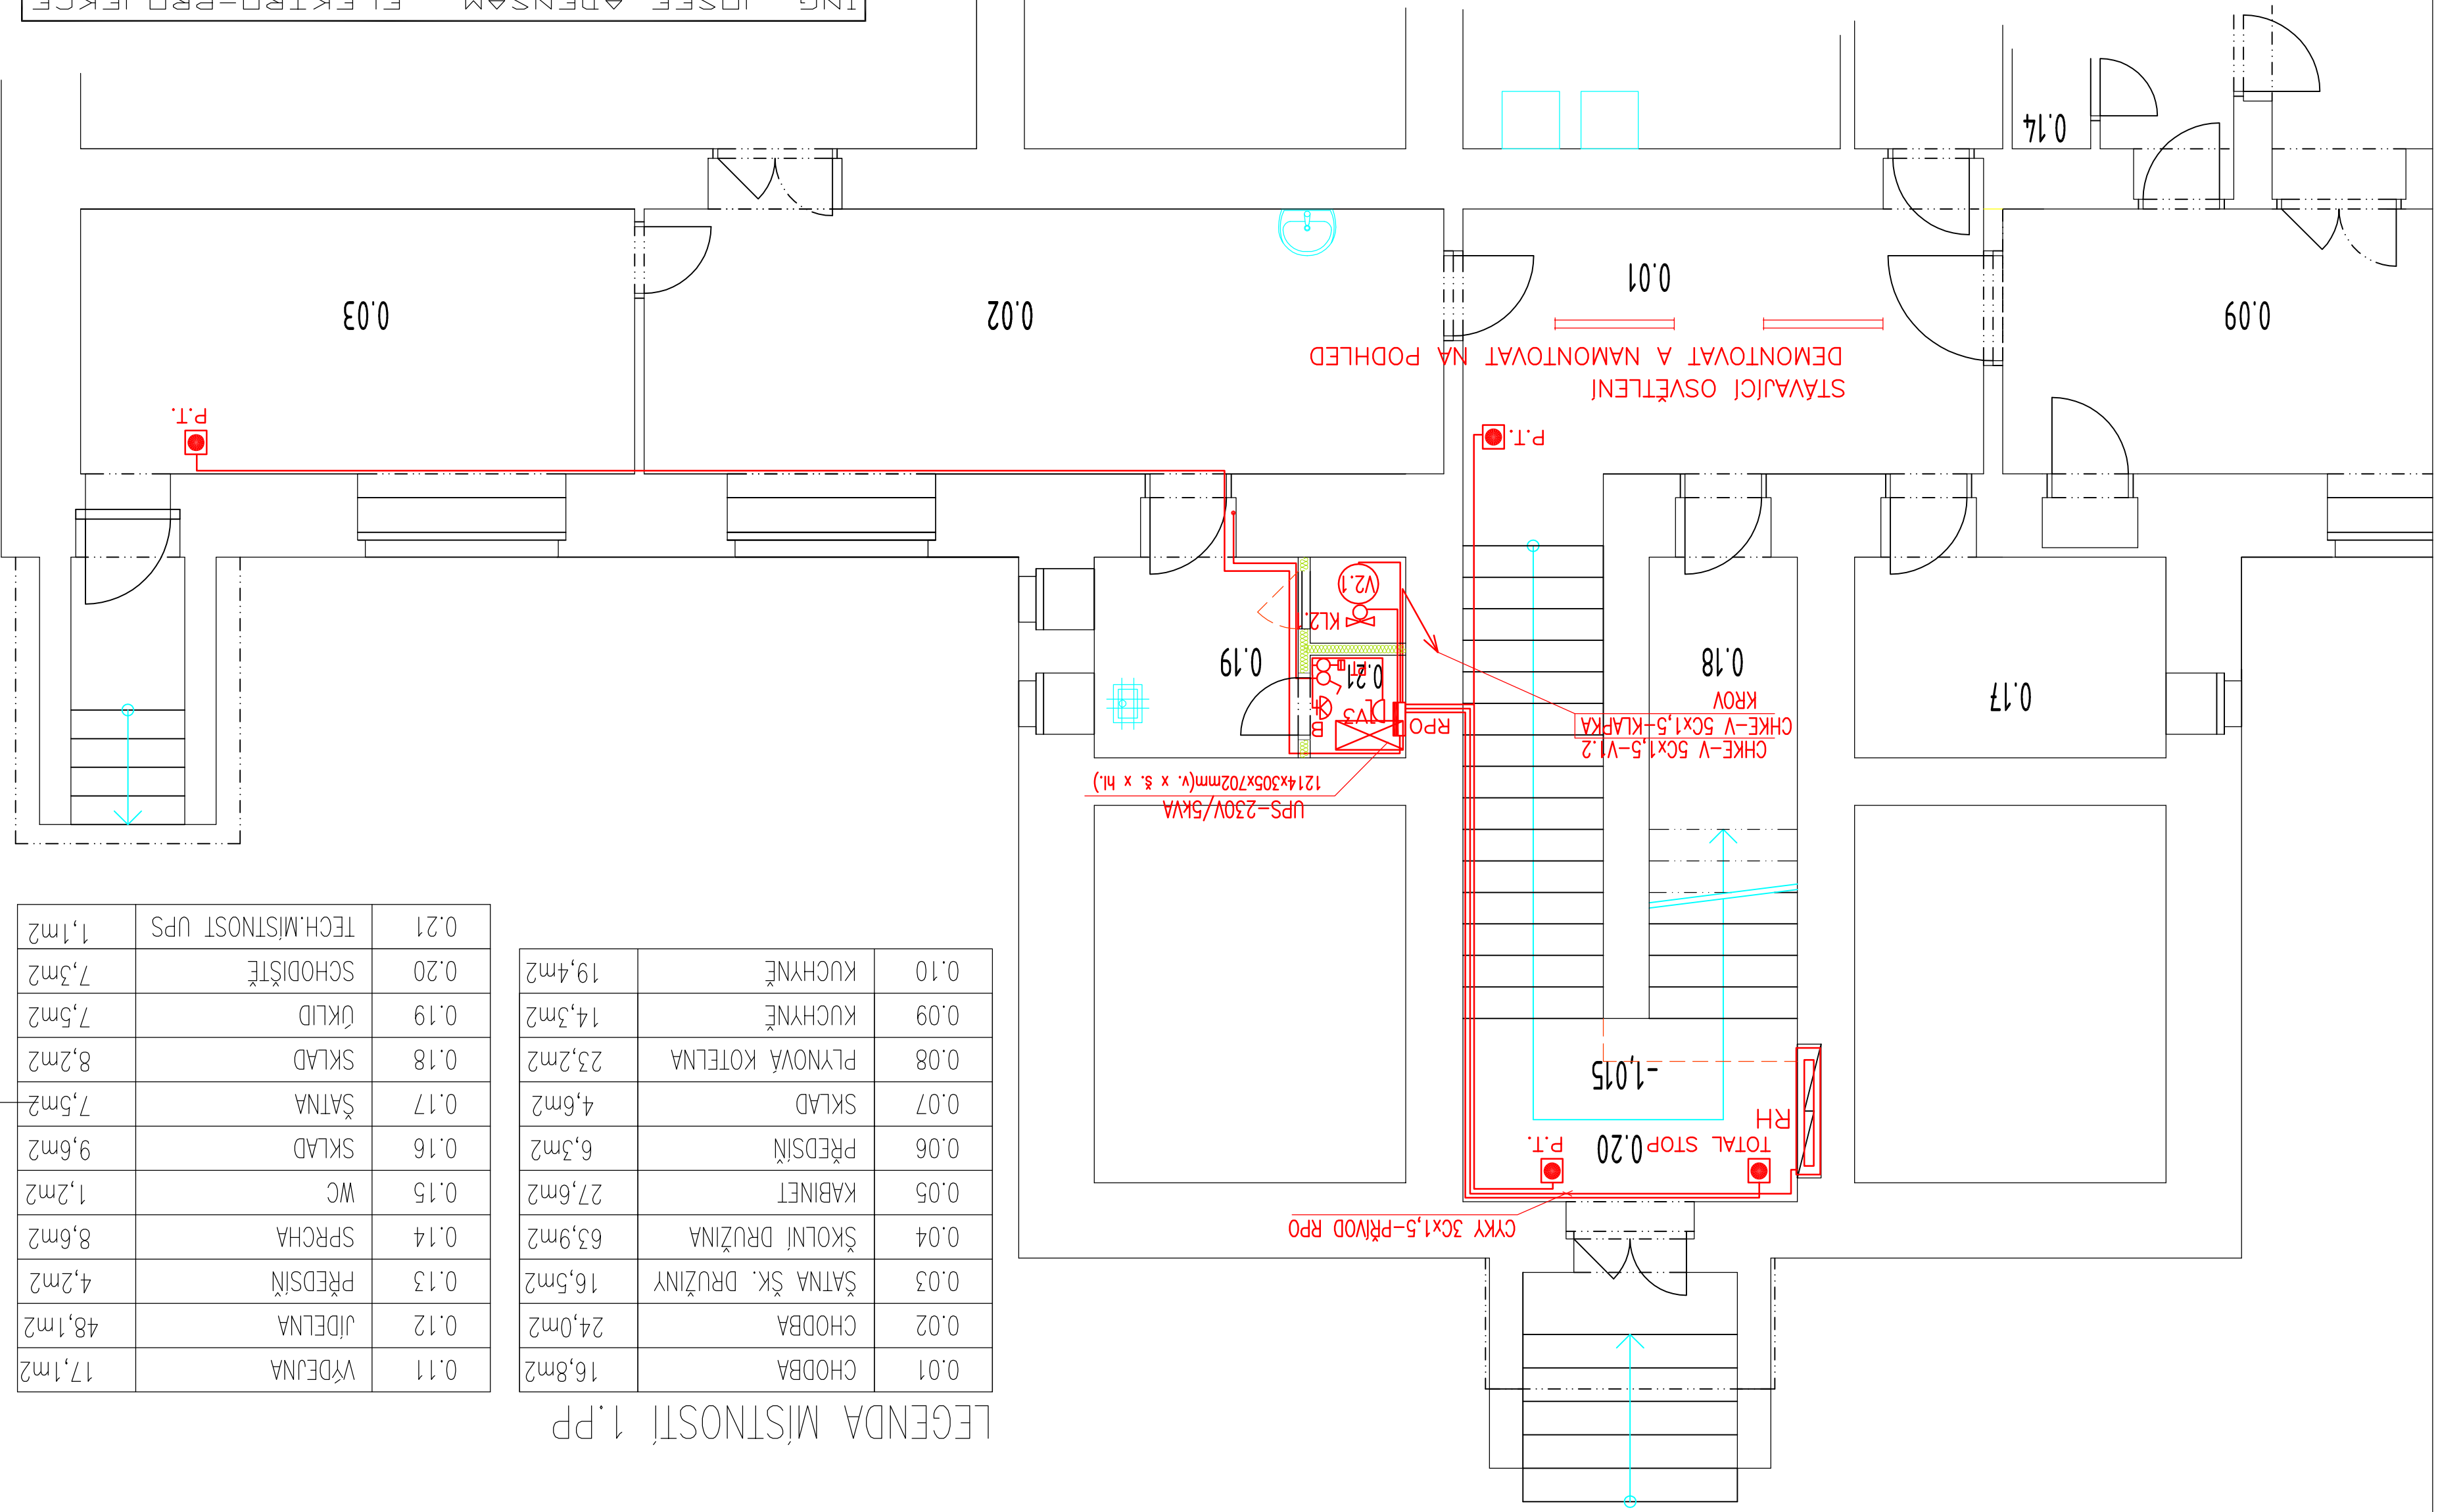 LEGENDA MÍSTNOSTÍ 1.PP
0.01 CHODBA 16,8m2
0.02 CHODBA 24,0m2
0.03 ŠATNA ŠK. DRUŽINY 16,5m2
0.04 ŠKOLNÍ DRUŽINA 63,9m2
0.05 KABINET 27,6m2
0.06 PŘEDSÍŇ 6,3m2
0.07 SKLAD 4,6m2
0.08 PLYNOVÁ KOTELNA 23,2m2
0.09 KUCHYNĚ 14,3m2
0.10 KUCHYNĚ 19,4m2
0.11 VÝDEJNA 17,1m2
0.12 JÍDELNA 48,1m2
0.13 PŘEDSÍŇ 4,2m2
0.14 SPRCHA 8,6m2
0.15 WC 1,2m2
0.16 SKLAD 9,6m2
0.17 ŠATNA 7,5m2
0.18 SKLAD 8,2m2
0.19 ÚKLID 7,5m2
0.20 SCHODIŠTĚ 7,3m2
0.21 TECH.MÍSTNOST UPS 1,1m2
CYKY 3Cx1,5-PŘÍVOD RPO
TOTAL STOP
0.20
P.T.
RH
-1,015
UPS-230V/5kVA
1214x305x702mm(v. x š. x hl.)
CHKE-V 5Cx1,5-V1.2
CHKE-V 5Cx1,5-KLAPKA
KROV
RPO
B
0.21
PT
0.17
0.18
0.19
KL2.
V2.1
P.T.
P.T.
STÁVAJÍCÍ OSVĚTLENÍ
DEMONTOVAT A NAMONTOVAT NA PODHLED
0.09
0.01
0.02
0.03
0.14
ING. JOSEF ADENSAM ELEKTRO-PROJEKCE